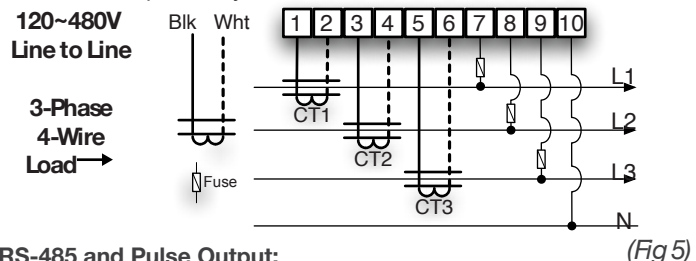 120~480V
Line to Line
Blk Wht
1 2 3 4 5 6 7 8 9 10
L1
CT1
3-Phase
4-Wire
Load
L2
CT2
Fuse
L3
CT3
N
RS-485 and Pulse Output:
(Fig 5)